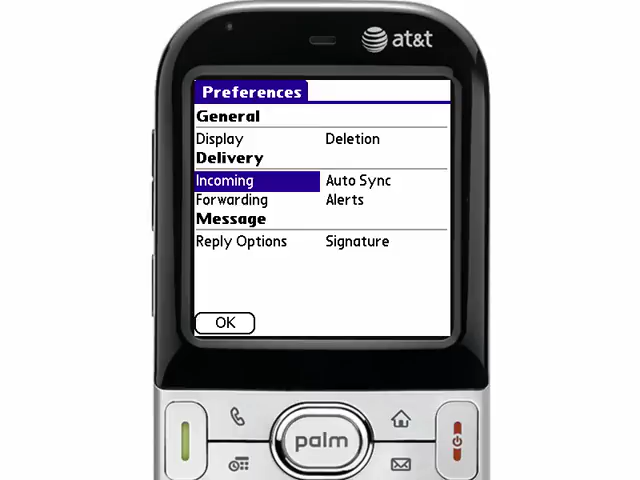 at&t
Preferences
General
Display Deletion
Delivery
Incoming Auto Sync
Forwarding Alerts
Message
Reply Options Signature
OK
palm